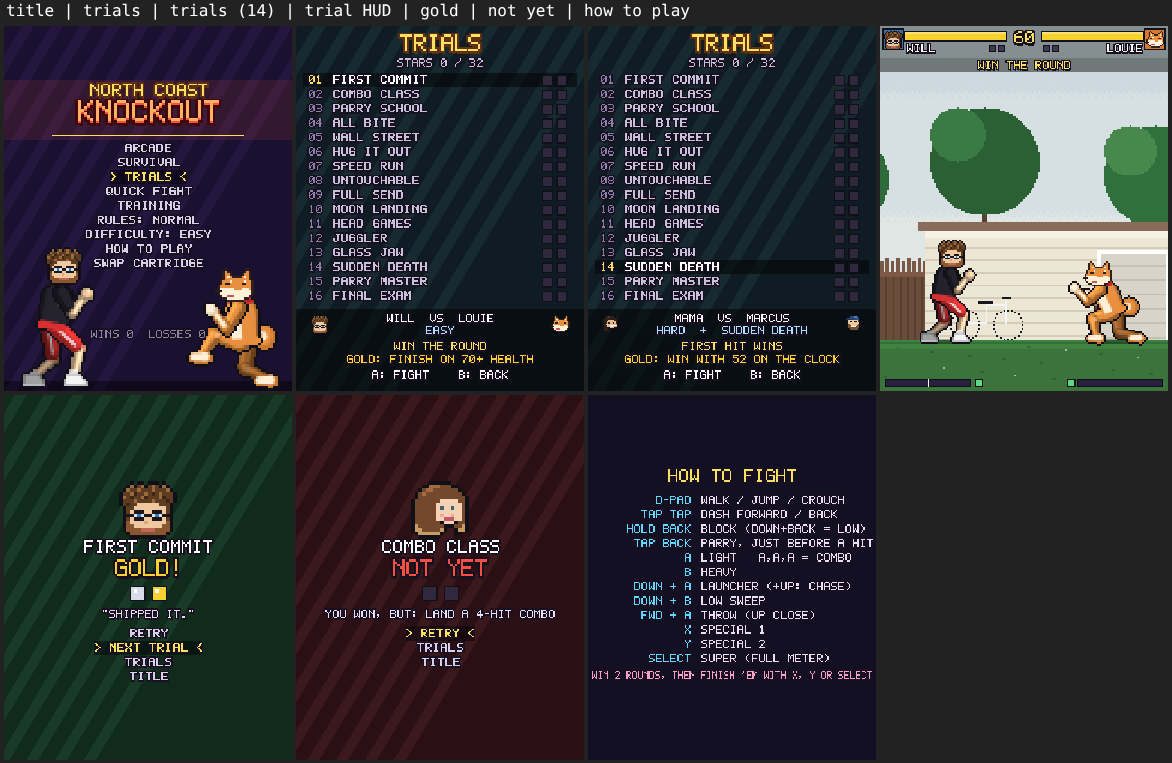 title | trials | trials (14) | trial HUD | gold | not yet | how to play
NORTH COAST
KNOCKOUT
ARCADE
SURVIVAL
> TRIALS <
QUICK FIGHT
TRAINING
RULES: NORMAL
DIFFICULTY: EASY
HOW TO PLAY
SWAP CARTRIDGE
WINS 0 LOSSES 0
TRIALS
STARS 0 / 32
01 FIRST COMMIT
02 COMBO CLASS
03 PARRY SCHOOL
04 ALL BITE
05 WALL STREET
06 HUG IT OUT
07 SPEED RUN
08 UNTOUCHABLE
09 FULL SEND
10 MOON LANDING
11 HEAD GAMES
12 JUGGLER
13 GLASS JAW
14 SUDDEN DEATH
15 PARRY MASTER
16 FINAL EXAM
WILL VS LOUIE
EASY
WIN THE ROUND
GOLD: FINISH ON 70+ HEALTH
A: FIGHT B: BACK
TRIALS
STARS 0 / 32
01 FIRST COMMIT
02 COMBO CLASS
03 PARRY SCHOOL
04 ALL BITE
05 WALL STREET
06 HUG IT OUT
07 SPEED RUN
08 UNTOUCHABLE
09 FULL SEND
10 MOON LANDING
11 HEAD GAMES
12 JUGGLER
13 GLASS JAW
14 SUDDEN DEATH
15 PARRY MASTER
16 FINAL EXAM
MAMA VS MARCUS
HARD + SUDDEN DEATH
FIRST HIT WINS
GOLD: WIN WITH 52 ON THE CLOCK
A: FIGHT B: BACK
60
WILL LOUIE
WIN THE ROUND
FIRST COMMIT
GOLD!
"SHIPPED IT."
RETRY
> NEXT TRIAL <
TRIALS
TITLE
COMBO CLASS
NOT YET
YOU WON, BUT: LAND A 4-HIT COMBO
> RETRY <
TRIALS
TITLE
HOW TO FIGHT
D-PAD WALK / JUMP / CROUCH
TAP TAP DASH FORWARD / BACK
HOLD BACK BLOCK (DOWN+BACK = LOW)
TAP BACK PARRY, JUST BEFORE A HIT
A LIGHT A,A,A = COMBO
B HEAVY
DOWN + A LAUNCHER (+UP: CHASE)
DOWN + B LOW SWEEP
FWD + A THROW (UP CLOSE)
X SPECIAL 1
Y SPECIAL 2
SELECT SUPER (FULL METER)
WIN 2 ROUNDS, THEN FINISH 'EM WITH X, Y OR SELECT